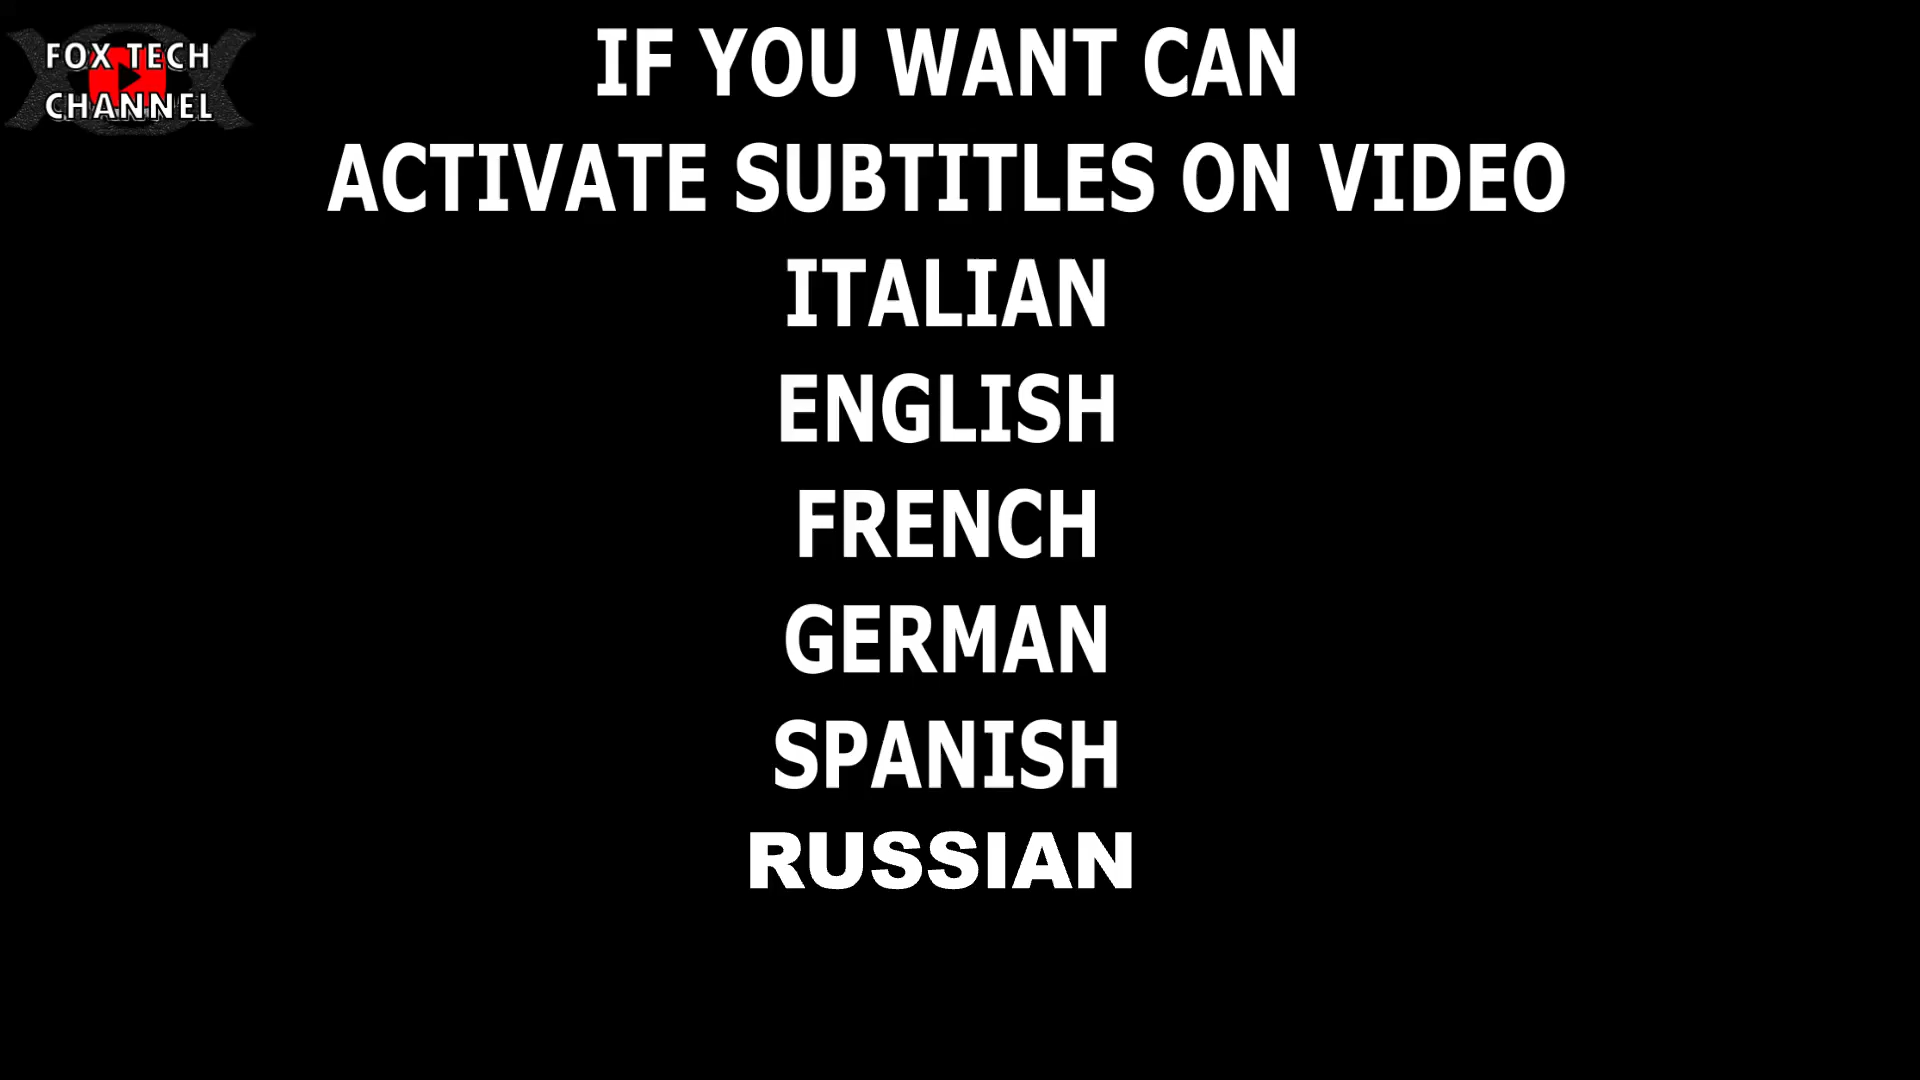 FOX TECH
CHANNEL
IF YOU WANT CAN
ACTIVATE SUBTITLES ON VIDEO
ITALIAN
ENGLISH
FRENCH
GERMAN
SPANISH
RUSSIAN